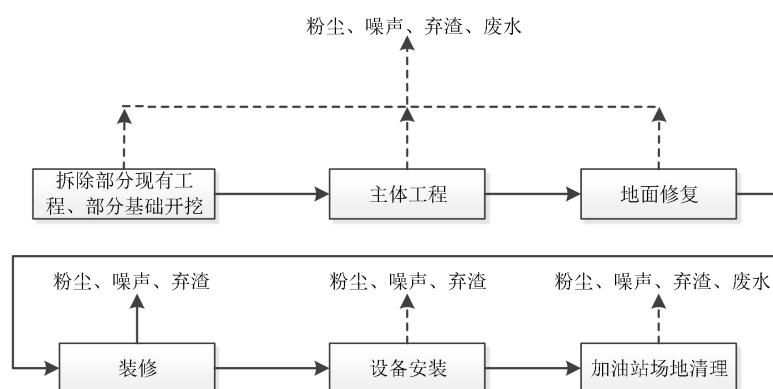 粉尘、噪声、弃渣、废水
拆除部分现有工
程、部分基础开挖
主体工程
地面修复
粉尘、噪声、弃渣
粉尘、噪声、弃渣
粉尘、噪声、弃渣、废水
装修
设备安装
加油站场地清理